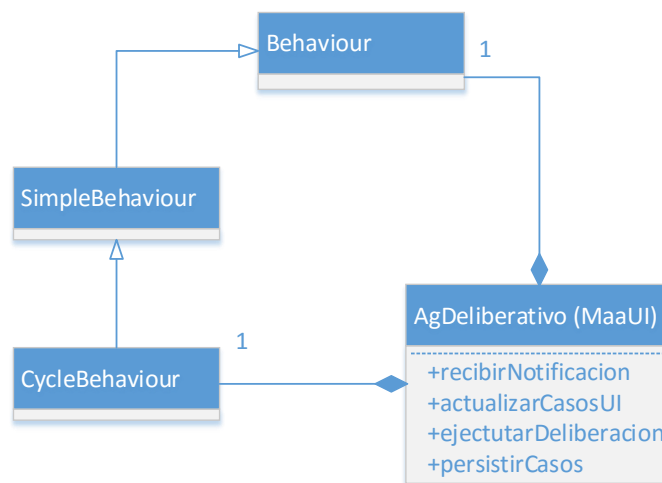 Behaviour
1
SimpleBehaviour
AgDeliberativo (MaaUI)
1
CycleBehaviour
+recibirNotificacion
+actualizarCasosUI
+ejectutarDeliberacion
+persistirCasos